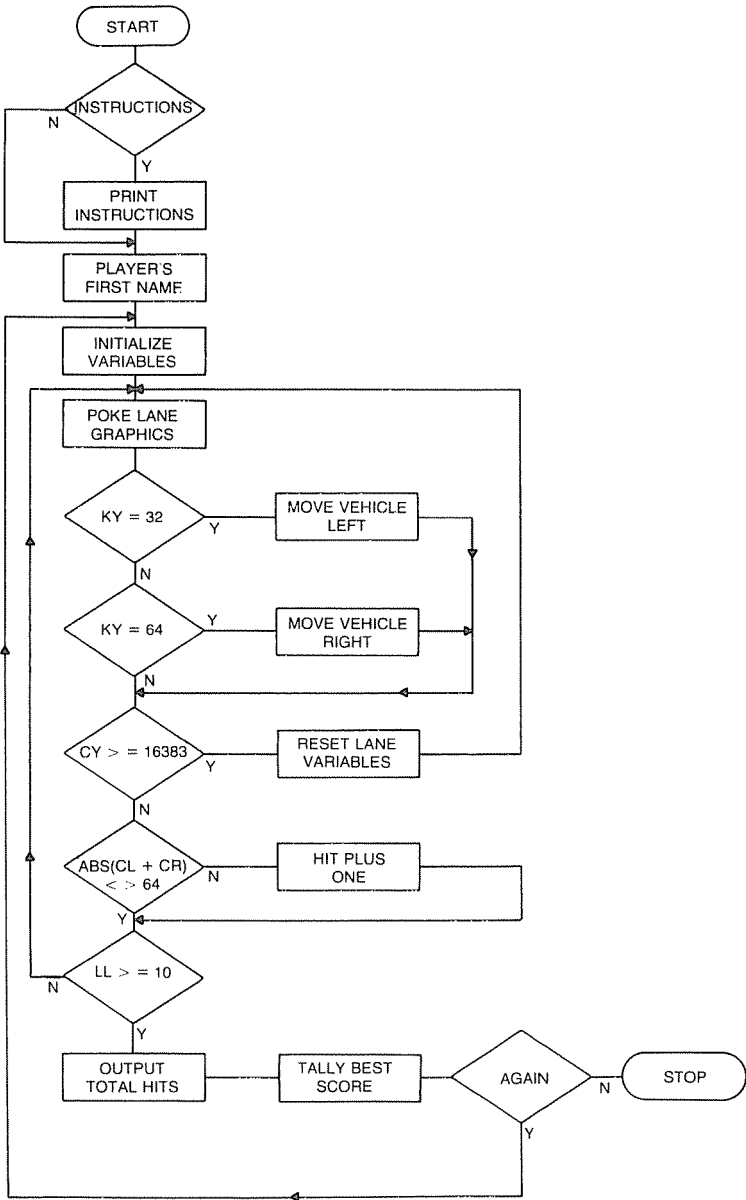 START
INSTRUCTIONS
N
Y
PRINT
INSTRUCTIONS
PLAYER'S
FIRST NAME
INITIALIZE
VARIABLES
POKE LANE
GRAPHICS
KY = 32
Y
MOVE VEHICLE
LEFT
N
KY = 64
Y
MOVE VEHICLE
RIGHT
N
CY > = 16383
Y
RESET LANE
VARIABLES
N
ABS(CL + CR)
< > 64
N
HIT PLUS
ONE
Y
LL > = 10
N
Y
OUTPUT
TOTAL HITS
TALLY BEST
SCORE
AGAIN
N
STOP
Y